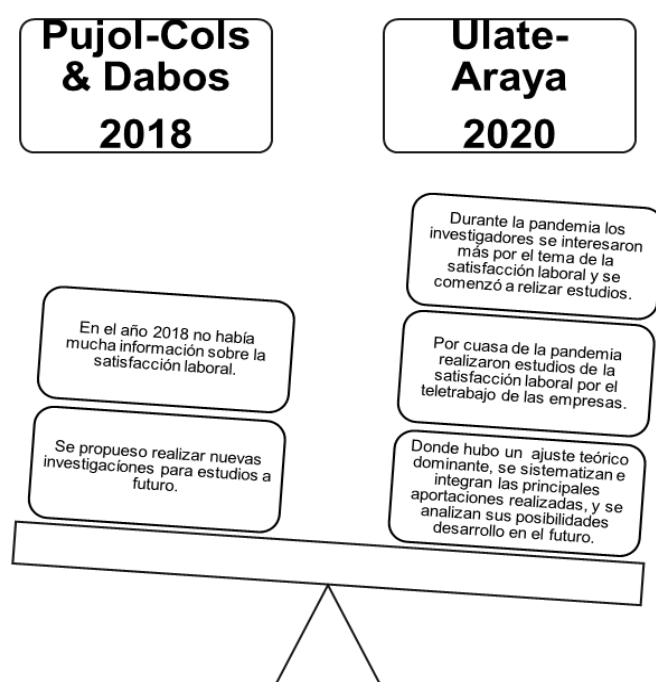 Pujol-Cols
& Dabos
2018
Ulate-
Araya
2020
En el año 2018 no había
mucha información sobre la
satisfacción laboral.
Se propueso realizar nuevas
investigaciones para estudios a
futuro.
Durante la pandemia los
investigadores se interesaron
más por el tema de la
satisfacción laboral y se
comenzó a relizar estudios.
Por cuasa de la pandemia
realizaron estudios de la
satisfacción laboral por el
teletrabajo de las empresas.
Donde hubo un ajuste teórico
dominante, se sistematizan e
integran las principales
aportaciones realizadas, y se
analizan sus posibilidades
desarrollo en el futuro.